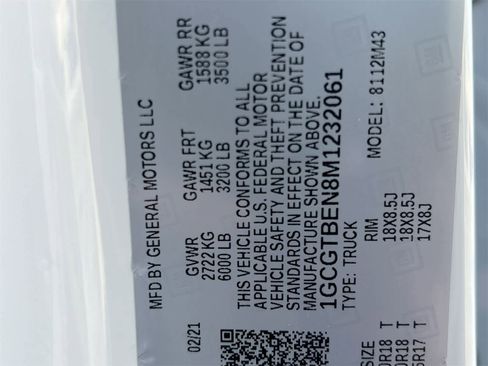 MFD BY GENERAL MOTORS LLC
02/21
GVWR GAWR FRT GAWR RR
2722 KG 1451 KG 1588 KG
6000 LB 3200 LB 3500 LB
THIS VEHICLE CONFORMS TO ALL
APPLICABLE U.S. FEDERAL MOTOR
VEHICLE SAFETY AND THEFT PREVENTION
STANDARDS IN EFFECT ON THE DATE OF
MANUFACTURE SHOWN ABOVE.
1GCGTBEN8M1232061
TYPE: TRUCK MODEL: 8112M43
SIZE RIM
0R18 T 18X8.5J
0R18 T 18X8.5J
5R17 T 17X8J